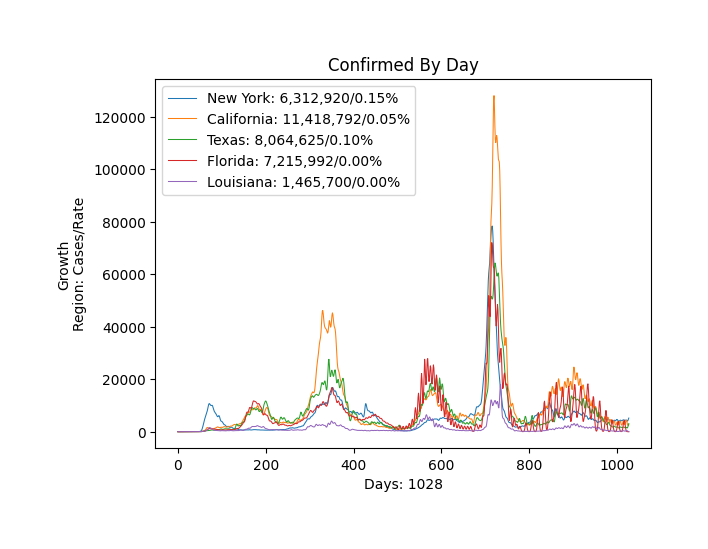 Confirmed By Day
New York: 6,312,920/0.15%
California: 11,418,792/0.05%
Texas: 8,064,625/0.10%
Florida: 7,215,992/0.00%
Louisiana: 1,465,700/0.00%
120000
100000
80000
60000
40000
20000
0
Growth
Region: Cases/Rate
0 200 400 600 800 1000
Days: 1028